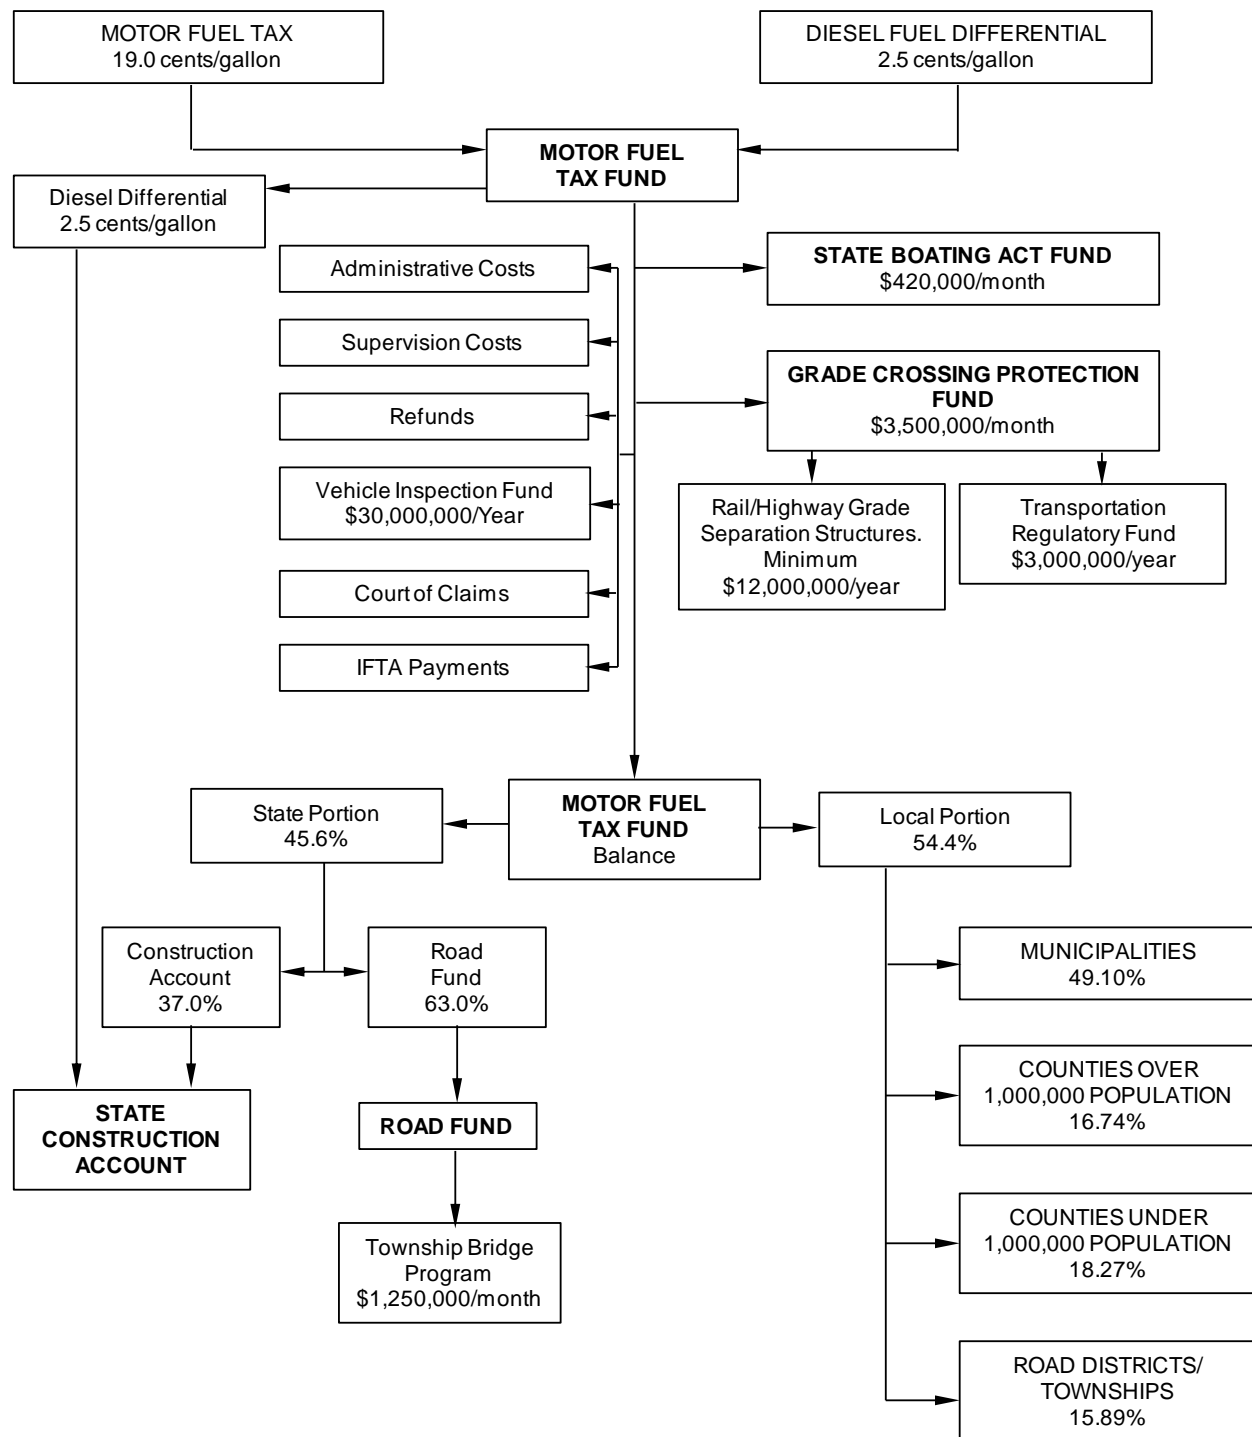 MOTOR FUEL TAX
19.0 cents/gallon
DIESEL FUEL DIFFERENTIAL
2.5 cents/gallon
MOTOR FUEL
TAX FUND
Diesel Differential
2.5 cents/gallon
Administrative Costs
STATE BOATING ACT FUND
$420,000/month
Supervision Costs
GRADE CROSSING PROTECTION
FUND
$3,500,000/month
Refunds
Vehicle Inspection Fund
$30,000,000/Year
Rail/Highway Grade
Separation Structures.
Minimum
$12,000,000/year
Transportation
Regulatory Fund
$3,000,000/year
Court of Claims
IFTA Payments
State Portion
45.6%
MOTOR FUEL
TAX FUND
Balance
Local Portion
54.4%
Construction
Account
37.0%
Road
Fund
63.0%
MUNICIPALITIES
49.10%
COUNTIES OVER
1,000,000 POPULATION
16.74%
STATE
CONSTRUCTION
ACCOUNT
ROAD FUND
COUNTIES UNDER
1,000,000 POPULATION
18.27%
Township Bridge
Program
$1,250,000/month
ROAD DISTRICTS/
TOWNSHIPS
15.89%